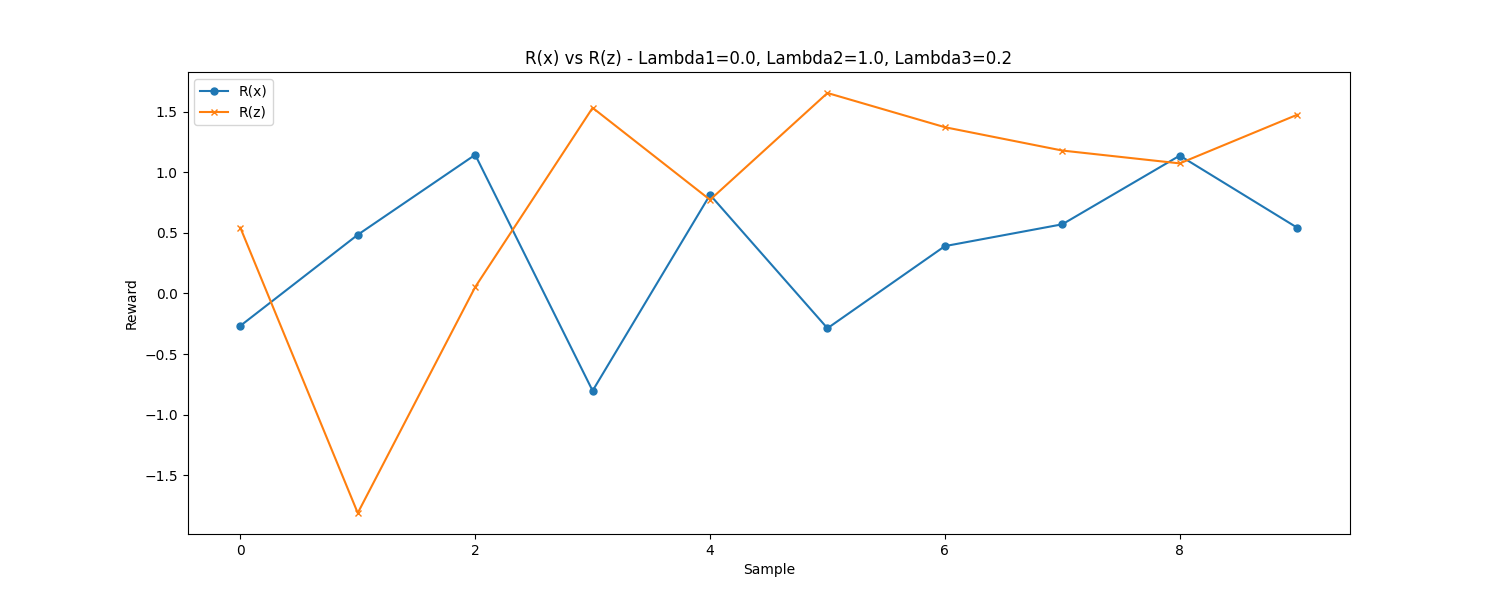 R(x) vs R(z) - Lambda1=0.0, Lambda2=1.0, Lambda3=0.2
R(x)
R(z)
1.5
1.0
0.5
0.0
−0.5
−1.0
−1.5
Reward
0 2 4 6 8
Sample